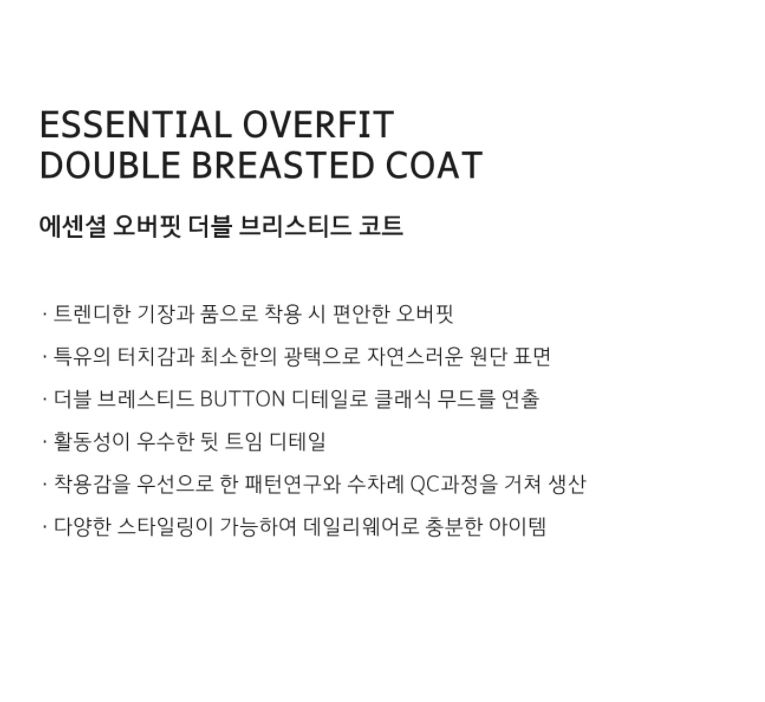 ESSENTIAL OVERFIT
DOUBLE BREASTED COAT
에센셜 오버핏 더블 브리스티드 코트
· 트렌디한 기장과 품으로 착용 시 편안한 오버핏
· 특유의 터치감과 최소한의 광택으로 자연스러운 원단 표면
· 더블 브레스티드 BUTTON 디테일로 클래식 무드를 연출
· 활동성이 우수한 뒷 트임 디테일
· 착용감을 우선으로 한 패턴연구와 수차례 QC과정을 거쳐 생산
· 다양한 스타일링이 가능하여 데일리웨어로 충분한 아이템